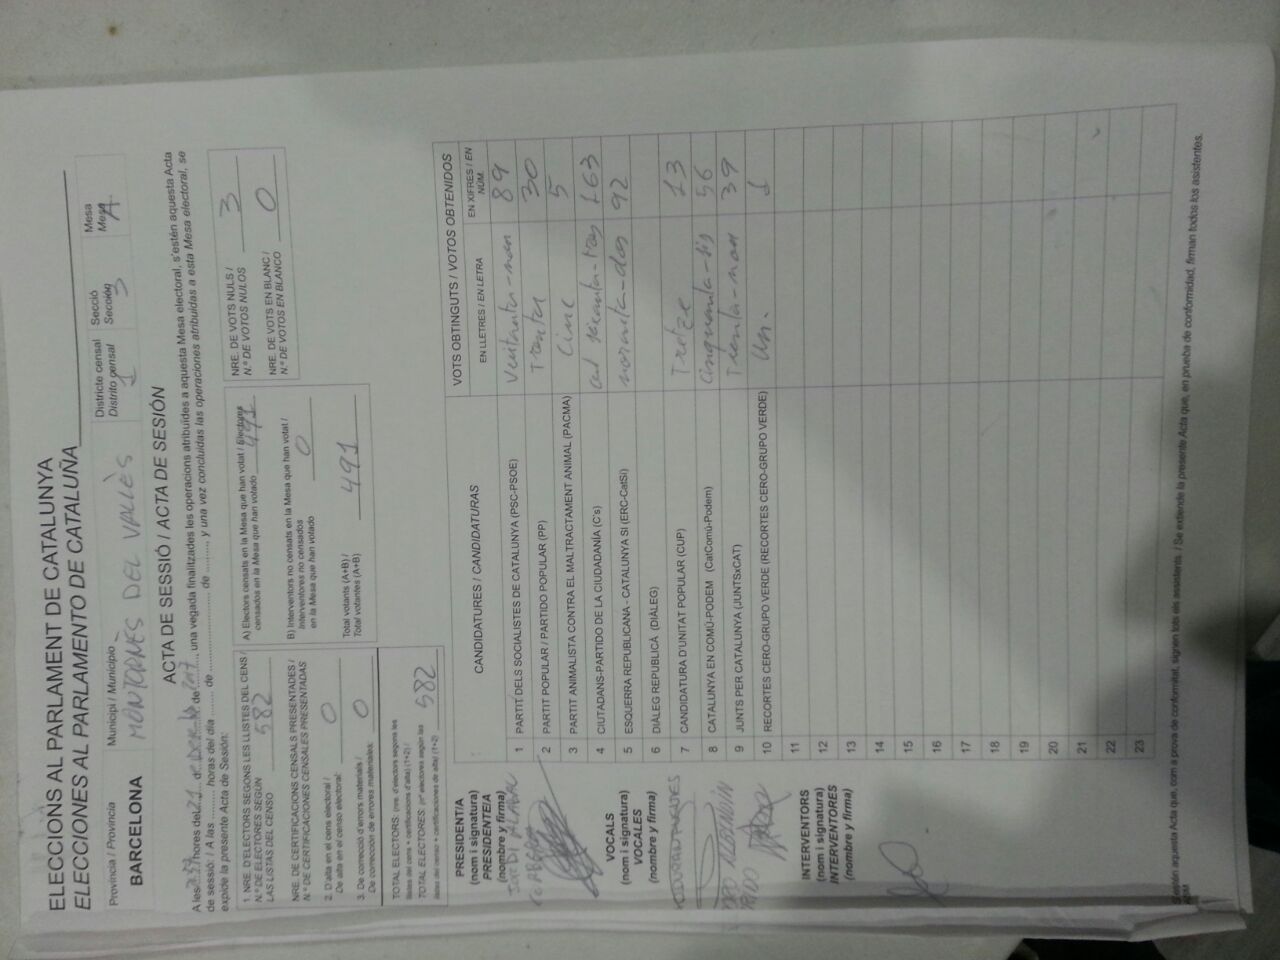 ELECCIONS AL PARLAMENT DE CATALUNYA
ELECCIONES AL PARLAMENTO DE CATALUÑA
Província / Provincia
BARCELONA
Municipi / Municipio
MONTORNÈS DEL VALLÈS
Districte censal
Distrito censal
1
Secció
Sección
3
Mesa
Mesa
A
ACTA DE SESSIÓ / ACTA DE SESIÓN
A les hores del 21 d de una vegada finalitzades les operacions atribuïdes a aquesta Mesa electoral, s'estén aquesta Acta
de sessió / A las ......... horas del día ......... de ......................... de ........., y una vez concluidas las operaciones atribuidas a esta Mesa electoral, se
expide la presente Acta de Sesión:
1. NRE. D'ELECTORS SEGONS LES LLISTES DEL CENS /
N.º DE ELECTORES SEGÚN
LAS LISTAS DEL CENSO 582
NRE. DE CERTIFICACIONS CENSALS PRESENTADES /
N.º DE CERTIFICACIONES CENSALES PRESENTADAS
2. D'alta en el cens electoral /
De alta en el censo electoral: 0
3. De correcció d'errors materials /
De corrección de errores materiales: 0
TOTAL ELECTORS: (nre. d'electors segons les
llistes del cens + certificacions d'alta) (1+2) /
TOTAL ELECTORES: (nº electores según las
listas del censo + certificaciones de alta) (1+2) 582
A) Electors censats en la Mesa que han votat / Electores
censados en la Mesa que han votado 491
B) Interventors no censats en la Mesa que han votat /
Interventores no censados
en la Mesa que han votado 0
Total votants (A+B) /
Total votantes (A+B) 491
NRE. DE VOTS NULS /
N.º DE VOTOS NULOS 3
NRE. DE VOTS EN BLANC /
N.º DE VOTOS EN BLANCO 0
CANDIDATURES / CANDIDATURAS
VOTS OBTINGUTS / VOTOS OBTENIDOS
EN LLETRES / EN LETRA
EN XIFRES / EN NÚM.
1 PARTIT DELS SOCIALISTES DE CATALUNYA (PSC-PSOE) Vuitanta-nou 89
2 PARTIT POPULAR / PARTIDO POPULAR (PP) Trenta 30
3 PARTIT ANIMALISTA CONTRA EL MALTRACTAMENT ANIMAL (PACMA) Cinc 5
4 CIUTADANS-PARTIDO DE LA CIUDADANÍA (C's) cent seixanta-tres 163
5 ESQUERRA REPUBLICANA - CATALUNYA SÍ (ERC-CatSí) noranta-dos 92
6 DIÀLEG REPUBLICÀ (DIÀLEG)
7 CANDIDATURA D'UNITAT POPULAR (CUP) Tretze 13
8 CATALUNYA EN COMÚ-PODEM (CatComú-Podem) Cinquanta-sis 56
9 JUNTS PER CATALUNYA (JUNTSxCAT) Trenta-nou 39
10 RECORTES CERO-GRUPO VERDE (RECORTES CERO-GRUPO VERDE) Un. 1
11
12
13
14
15
16
17
18
19
20
21
22
23
PRESIDENT/A
(nom i signatura)
PRESIDENTE/A
(nombre y firma)
VOCALS
(nom i signatura)
VOCALES
(nombre y firma)
INTERVENTORS
(nom i signatura)
INTERVENTORES
(nombre y firma)
S'estén aquesta Acta que, com a prova de conformitat, signen tots els assistents. / Se extiende la presente Acta que, en prueba de conformidad, firman todos los asistentes.